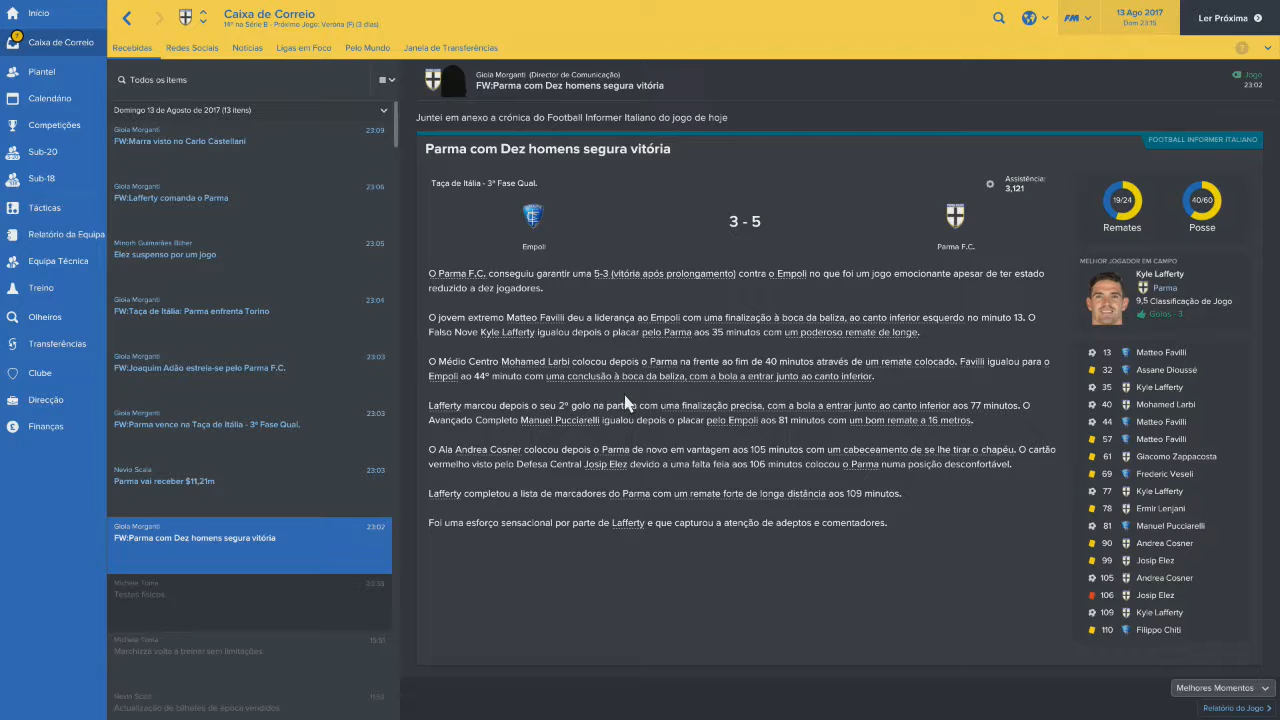 Início
Caixa de Correio
Piantel
Calendário
Competições
Sub-20
Sub-18
Tácticas
Relatório da Equipa
Equipa Técnica
Treino
Olheiros
Transferências
Clube
Direcção
Finanças
Caixa de Correio
14º na Série B - Próximo Jogo: Verona (F) (3 dias)
FM
13 Ago 2017
Dom 23:15
Ler Próxima
Recebidas
Redes Sociais
Notícias
Ligas em Foco
Pelo Mundo
Janela de Transferências
?
Todos os items
Domingo 13 de Agosto de 2017 (13 itens)
Gioia Morganti 23:09
FW:Marra visto no Carlo Castellani
Gioia Morganti 23:06
FW:Lafferty comanda o Parma
Minorh Guimarães Bilher 23:05
Elez suspenso por um jogo
Gioia Morganti 23:04
FW:Taça de Itália: Parma enfrenta Torino
Gioia Morganti 23:03
FW:Joaquim Adão estreia-se pelo Parma F.C.
Gioia Morganti 23:03
FW:Parma vence na Taça de Itália - 3ª Fase Qual.
Nevio Scala 23:03
Parma vai receber $11,21m
Gioia Morganti 23:02
FW:Parma com Dez homens segura vitória
Michele Toma
Testes físicos
Michele Toma 15:51
Marchizza volta a treinar sem limitações
Nevio Scala
Actualização de bilhetes de época vendidos
Gioia Morganti (Director de Comunicação)
FW:Parma com Dez homens segura vitória
Jogo
23:02
Juntei em anexo a crónica do Football Informer Italiano do jogo de hoje
FOOTBALL INFORMER ITALIANO
Parma com Dez homens segura vitória
Taça de Itália - 3ª Fase Qual.
Assistência:
3,121
3 - 5
Empoli
Parma F.C.
O Parma F.C. conseguiu garantir uma 5-3 (vitória após prolongamento) contra o Empoli no que foi um jogo emocionante apesar de ter estado
reduzido a dez jogadores.
O jovem extremo Matteo Favilli deu a liderança ao Empoli com uma finalização à boca da baliza, ao canto inferior esquerdo no minuto 13. O
Falso Nove Kyle Lafferty igualou depois o placar pelo Parma aos 35 minutos com um poderoso remate de longe.
O Médio Centro Mohamed Larbi colocou depois o Parma na frente ao fim de 40 minutos através de um remate colocado. Favilli igualou para o
Empoli ao 44º minuto com uma conclusão à boca da baliza, com a bola a entrar junto ao canto inferior.
Lafferty marcou depois o seu 2º golo na partida com uma finalização precisa, com a bola a entrar junto ao canto inferior aos 77 minutos. O
Avançado Completo Manuel Pucciarelli igualou depois o placar pelo Empoli aos 81 minutos com um bom remate a 16 metros.
O Ala Andrea Cosner colocou depois o Parma de novo em vantagem aos 105 minutos com um cabeceamento de se lhe tirar o chapéu. O cartão
vermelho visto pelo Defesa Central Josip Elez devido a uma falta feia aos 106 minutos colocou o Parma numa posição desconfortável.
Lafferty completou a lista de marcadores do Parma com um remate forte de longa distância aos 109 minutos.
Foi uma esforço sensacional por parte de Lafferty e que capturou a atenção de adeptos e comentadores.
19/24
Remates
40/60
Posse
MELHOR JOGADOR EM CAMPO
Kyle Lafferty
Parma
9,5 Classificação de Jogo
Golos - 3
13 Matteo Favilli
32 Assane Dioussé
35 Kyle Lafferty
40 Mohamed Larbi
44 Matteo Favilli
57 Matteo Favilli
61 Giacomo Zappacosta
69 Frederic Veseli
77 Kyle Lafferty
78 Ermir Lenjani
81 Manuel Pucciarelli
90 Andrea Cosner
99 Josip Elez
105 Andrea Cosner
106 Josip Elez
109 Kyle Lafferty
110 Filippo Chiti
Melhores Momentos
Relatório do Jogo